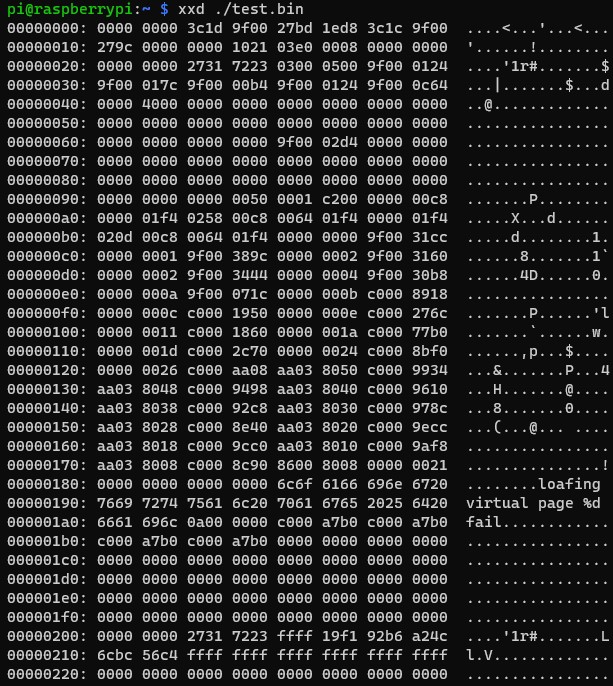 pi@raspberrypi:~ $ xxd ./test.bin
00000000: 0000 0000 3c1d 9f00 27bd 1ed8 3c1c 9f00  ....<...'...<...
00000010: 279c 0000 0000 1021 03e0 0008 0000 0000  '......!........
00000020: 0000 0000 2731 7223 0300 0500 9f00 0124  ....'1r#.......$
00000030: 9f00 017c 9f00 00b4 9f00 0124 9f00 0c64  ...|.......$...d
00000040: 0000 4000 0000 0000 0000 0000 0000 0000  ..@.............
00000050: 0000 0000 0000 0000 0000 0000 0000 0000  ................
00000060: 0000 0000 0000 0000 9f00 02d4 0000 0000  ................
00000070: 0000 0000 0000 0000 0000 0000 0000 0000  ................
00000080: 0000 0000 0000 0000 0000 0000 0000 0000  ................
00000090: 0000 0000 0000 0050 0001 c200 0000 00c8  .......P........
000000a0: 0000 01f4 0258 00c8 0064 01f4 0000 01f4  .....X...d......
000000b0: 020d 00c8 0064 01f4 0000 0000 9f00 31cc  .....d........1.
000000c0: 0000 0001 9f00 389c 0000 0002 9f00 3160  ......8.......1`
000000d0: 0000 0002 9f00 3444 0000 0004 9f00 30b8  ......4D......0.
000000e0: 0000 000a 9f00 071c 0000 000b c000 8918  ................
000000f0: 0000 000c c000 1950 0000 000e c000 276c  .......P......'l
00000100: 0000 0011 c000 1860 0000 001a c000 77b0  .......`......w.
00000110: 0000 001d c000 2c70 0000 0024 c000 8bf0  ......,p...$....
00000120: 0000 0026 c000 aa08 aa03 8050 c000 9934  ...&.......P...4
00000130: aa03 8048 c000 9498 aa03 8040 c000 9610  ...H.......@....
00000140: aa03 8038 c000 92c8 aa03 8030 c000 978c  ...8.......0....
00000150: aa03 8028 c000 8e40 aa03 8020 c000 9ecc  ...(...@... ....
00000160: aa03 8018 c000 9cc0 aa03 8010 c000 9af8  ................
00000170: aa03 8008 c000 8c90 8600 8008 0000 0021  ...............!
00000180: 0000 0000 0000 0000 6c6f 6166 696e 6720  ........loafing 
00000190: 7669 7274 7561 6c20 7061 6765 2025 6420  virtual page %d 
000001a0: 6661 696c 0a00 0000 c000 a7b0 c000 a7b0  fail............
000001b0: c000 a7b0 c000 a7b0 0000 0000 0000 0000  ................
000001c0: 0000 0000 0000 0000 0000 0000 0000 0000  ................
000001d0: 0000 0000 0000 0000 0000 0000 0000 0000  ................
000001e0: 0000 0000 0000 0000 0000 0000 0000 0000  ................
000001f0: 0000 0000 0000 0000 0000 0000 0000 0000  ................
00000200: 0000 0000 2731 7223 ffff 19f1 92b6 a24c  ....'1r#.......L
00000210: 6cbc 56c4 ffff ffff ffff ffff ffff ffff  l.V.............
00000220: 0000 0000 0000 0000 0000 0000 0000 0000  ................